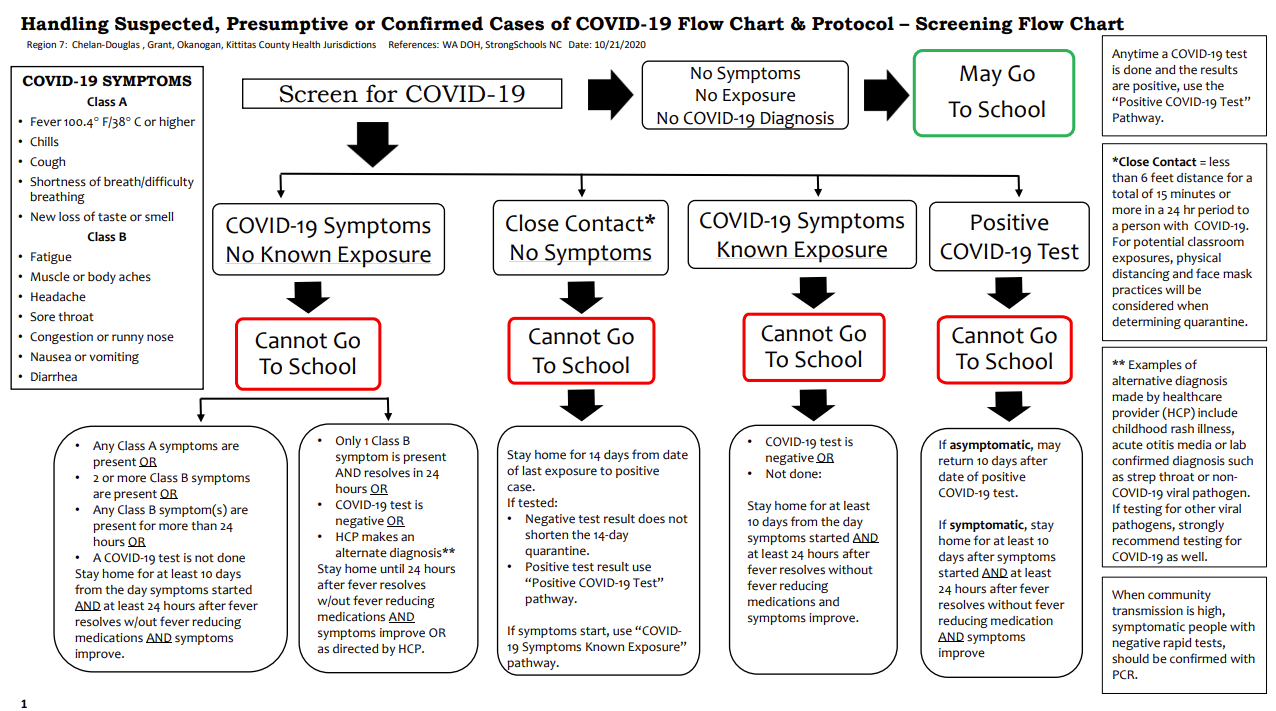 Handling Suspected, Presumptive or Confirmed Cases of COVID-19 Flow Chart & Protocol – Screening Flow Chart
Region 7: Chelan-Douglas , Grant, Okanogan, Kittitas County Health Jurisdictions References: WA DOH, StrongSchools NC Date: 10/21/2020
COVID-19 SYMPTOMS
Class A
• Fever 100.4° F/38° C or higher
• Chills
• Cough
• Shortness of breath/difficulty
breathing
• New loss of taste or smell
Class B
• Fatigue
• Muscle or body aches
• Headache
• Sore throat
• Congestion or runny nose
• Nausea or vomiting
• Diarrhea
Screen for COVID-19
No Symptoms
No Exposure
No COVID-19 Diagnosis
May Go
To School
COVID-19 Symptoms
No Known Exposure
Close Contact*
No Symptoms
COVID-19 Symptoms
Known Exposure
Positive
COVID-19 Test
Cannot Go
To School
Cannot Go
To School
Cannot Go
To School
Cannot Go
To School
• Any Class A symptoms are
present OR
• 2 or more Class B symptoms
are present OR
• Any Class B symptom(s) are
present for more than 24
hours OR
• A COVID-19 test is not done
Stay home for at least 10 days
from the day symptoms started
AND at least 24 hours after fever
resolves w/out fever reducing
medications AND symptoms
improve.
• Only 1 Class B
symptom is present
AND resolves in 24
hours OR
• COVID-19 test is
negative OR
• HCP makes an
alternate diagnosis**
Stay home until 24 hours
after fever resolves
w/out fever reducing
medications AND
symptoms improve OR
as directed by HCP.
Stay home for 14 days from date
of last exposure to positive
case.
If tested:
• Negative test result does not
shorten the 14-day
quarantine.
• Positive test result use
“Positive COVID-19 Test”
pathway.
If symptoms start, use “COVID-
19 Symptoms Known Exposure”
pathway.
• COVID-19 test is
negative OR
• Not done:
Stay home for at least
10 days from the day
symptoms started AND
at least 24 hours after
fever resolves without
fever reducing
medications and
symptoms improve.
If asymptomatic, may
return 10 days after
date of positive
COVID-19 test.
If symptomatic, stay
home for at least 10
days after symptoms
started AND at least
24 hours after fever
resolves without fever
reducing medication
AND symptoms
improve
Anytime a COVID-19 test
is done and the results
are positive, use the
“Positive COVID-19 Test”
Pathway.
*Close Contact = less
than 6 feet distance for a
total of 15 minutes or
more in a 24 hr period to
a person with COVID-19.
For potential classroom
exposures, physical
distancing and face mask
practices will be
considered when
determining quarantine.
** Examples of
alternative diagnosis
made by healthcare
provider (HCP) include
childhood rash illness,
acute otitis media or lab
confirmed diagnosis such
as strep throat or non-
COVID-19 viral pathogen.
If testing for other viral
pathogens, strongly
recommend testing for
COVID-19 as well.
When community
transmission is high,
symptomatic people with
negative rapid tests,
should be confirmed with
PCR.
1